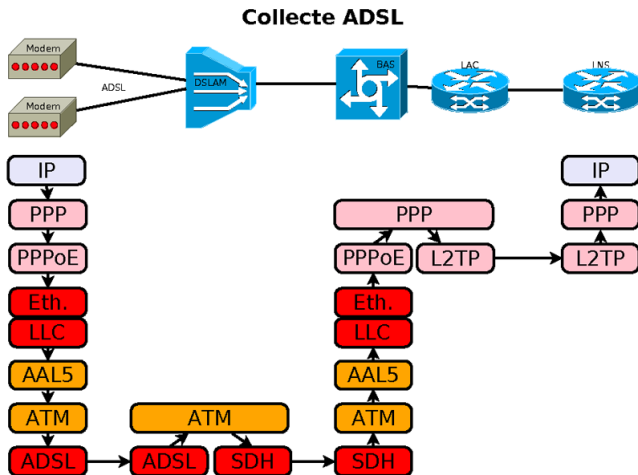 Collecte ADSL
Modem
DSLAM
BAS
LAC
LNS
ADSL
Modem
IP
IP
PPP
PPP
PPP
PPPoE
PPPoE
L2TP
L2TP
Eth.
Eth.
LLC
LLC
AAL5
AAL5
ATM
ATM
ATM
ADSL
ADSL
SDH
SDH